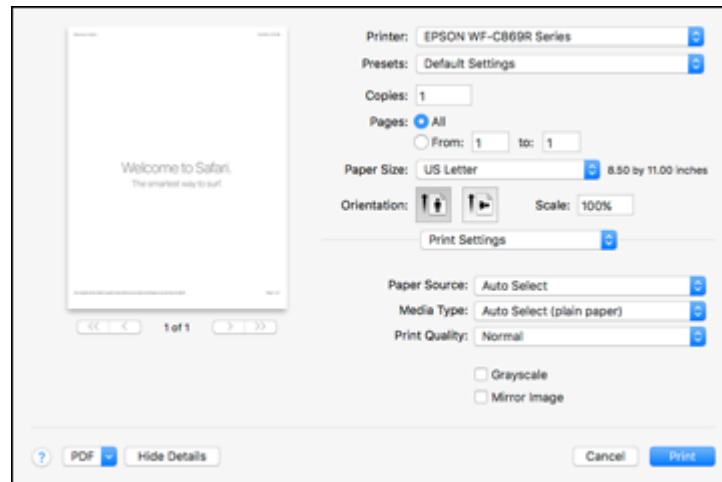 Printer: EPSON WF-C869R Series
Presets: Default Settings
Copies: 1
Pages: All
From: 1 to: 1
Paper Size: US Letter 8.50 by 11.00 inches
Orientation: Scale: 100%
Print Settings
Paper Source: Auto Select
Media Type: Auto Select (plain paper)
Print Quality: Normal
Grayscale
Mirror Image
Welcome to Safari.
The smartest way to surf.
<< < 1 of 1 > >>
? PDF Hide Details Cancel Print